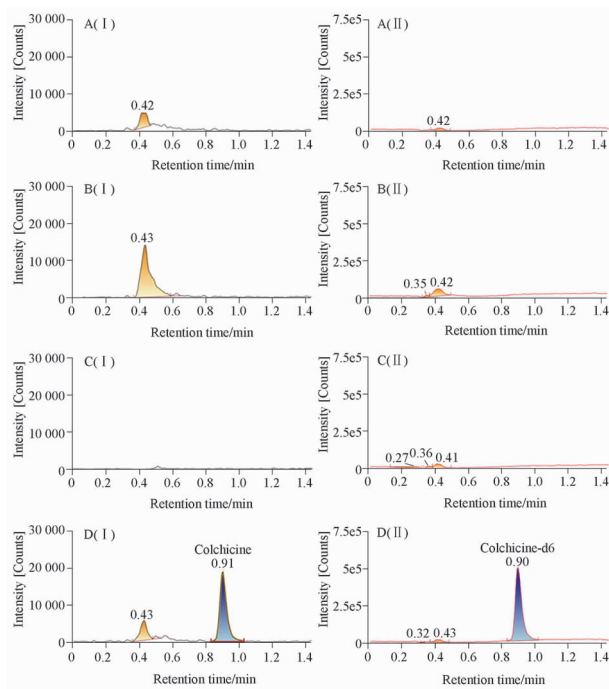 A(Ⅰ)
30 000
20 000
10 000
0
Intensity [Counts]
0.42
0 0.2 0.4 0.6 0.8 1.0 1.2 1.4
Retention time/min
A(Ⅱ)
7.5e5
5e5
2.5e5
0
Intensity [Counts]
0.42
0 0.2 0.4 0.6 0.8 1.0 1.2 1.4
Retention time/min
B(Ⅰ)
30 000
20 000
10 000
0
Intensity [Counts]
0.43
0 0.2 0.4 0.6 0.8 1.0 1.2 1.4
Retention time/min
B(Ⅱ)
7.5e5
5e5
2.5e5
0
Intensity [Counts]
0.35 0.42
0 0.2 0.4 0.6 0.8 1.0 1.2 1.4
Retention time/min
C(Ⅰ)
30 000
20 000
10 000
0
Intensity [Counts]
0 0.2 0.4 0.6 0.8 1.0 1.2 1.4
Retention time/min
C(Ⅱ)
7.5e5
5e5
2.5e5
0
Intensity [Counts]
0.27 0.36 0.41
0 0.2 0.4 0.6 0.8 1.0 1.2 1.4
Retention time/min
D(Ⅰ)
30 000
20 000
10 000
0
Intensity [Counts]
Colchicine
0.91
0.43
0 0.2 0.4 0.6 0.8 1.0 1.2 1.4
Retention time/min
D(Ⅱ)
7.5e5
5e5
2.5e5
0
Intensity [Counts]
Colchicine-d6
0.90
0.32 0.43
0 0.2 0.4 0.6 0.8 1.0 1.2 1.4
Retention time/min